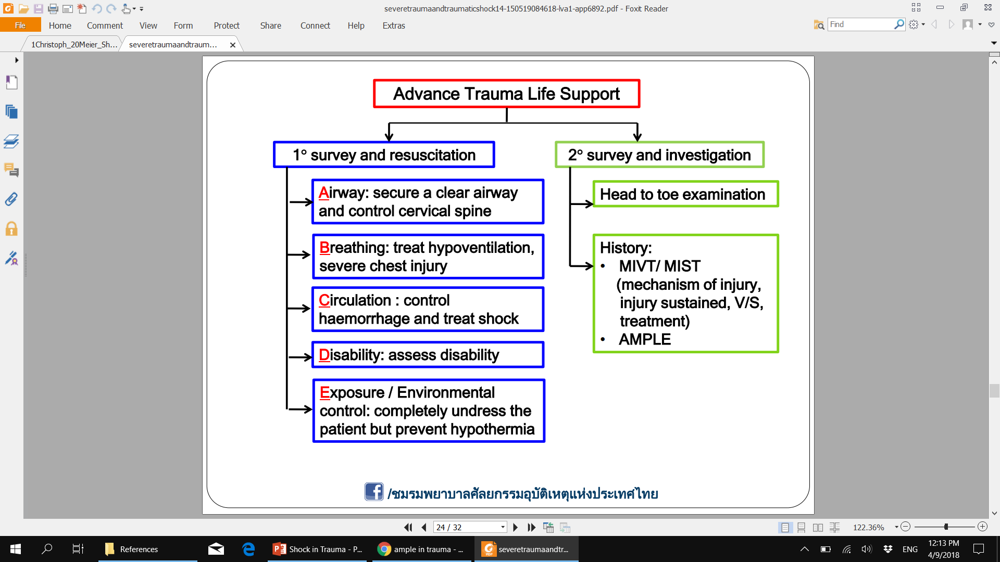 severetraumaandtraumaticshock14-150519084618-lva1-app6892.pdf - Foxit Reader
File Home Comment View Form Protect Share Connect Help Extras
Find
1Christoph_20Meier_Sh...
severetraumaandtraum...
Advance Trauma Life Support
1° survey and resuscitation
Airway: secure a clear airway
and control cervical spine
Breathing: treat hypoventilation,
severe chest injury
Circulation : control
haemorrhage and treat shock
Disability: assess disability
Exposure / Environmental
control: completely undress the
patient but prevent hypothermia
2° survey and investigation
Head to toe examination
History:
• MIVT/ MIST
(mechanism of injury,
injury sustained, V/S,
treatment)
• AMPLE
/ชมรมพยาบาลศัลยกรรมอุบัติเหตุแห่งประเทศไทย
24 / 32
122.36%
References
Shock in Trauma - P...
ample in trauma - ...
severetraumaandtr...
ENG
12:13 PM
4/9/2018